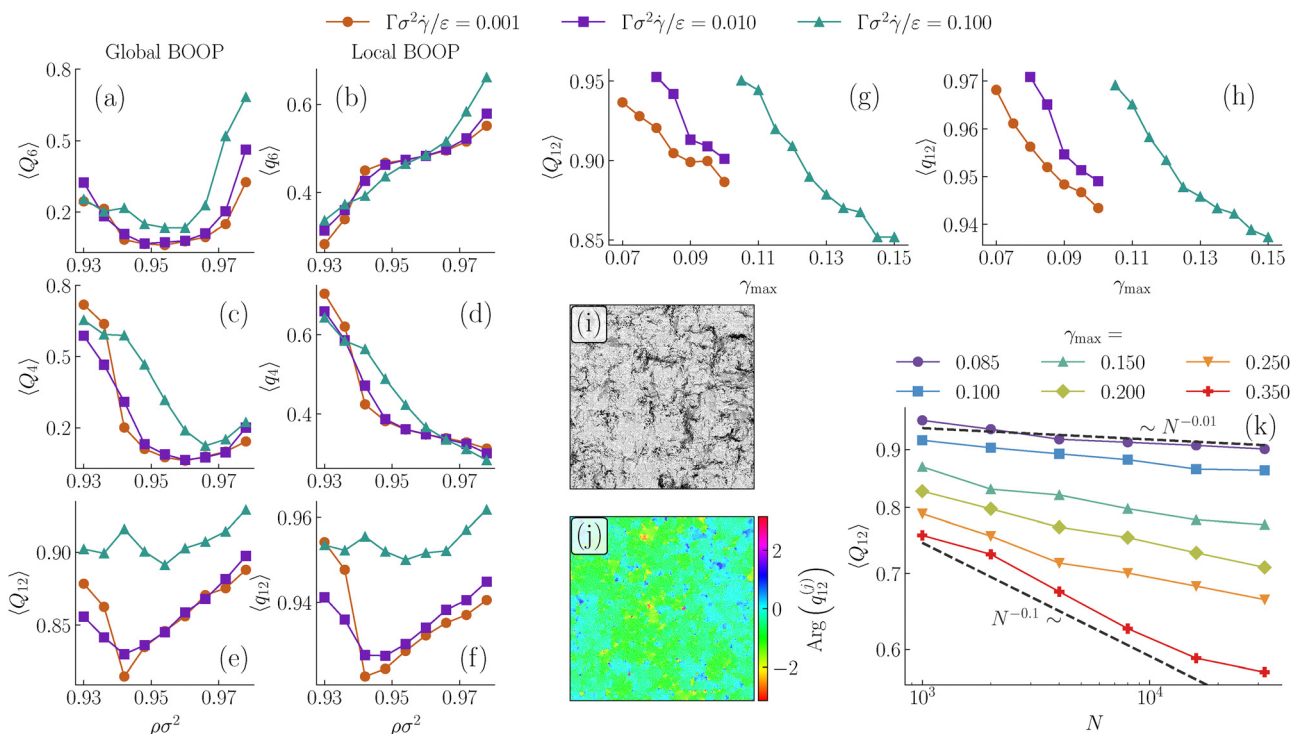 Γσ²γ̇/ε = 0.001
Γσ²γ̇/ε = 0.010
Γσ²γ̇/ε = 0.100
Global BOOP
Local BOOP
(a)
⟨Q₆⟩
0.8
0.5
0.2
0.93 0.95 0.97
(b)
⟨q₆⟩
0.6
0.4
0.93 0.95 0.97
(g)
⟨Q₁₂⟩
0.95
0.90
0.85
0.07 0.09 0.11 0.13 0.15
γmax
(h)
⟨q₁₂⟩
0.97
0.96
0.95
0.94
0.07 0.09 0.11 0.13 0.15
γmax
(c)
⟨Q₄⟩
0.8
0.5
0.2
0.93 0.95 0.97
(d)
⟨q₄⟩
0.6
0.4
0.93 0.95 0.97
(e)
⟨Q₁₂⟩
0.90
0.85
0.93 0.95 0.97
ρσ²
(f)
⟨q₁₂⟩
0.96
0.94
0.93 0.95 0.97
ρσ²
(i)
(j)
2
0
−2
Arg (q₁₂⁽ʲ⁾)
γmax =
0.085 0.150 0.250
0.100 0.200 0.350
(k)
∼ N⁻⁰·⁰¹
N⁻⁰·¹ ∼
⟨Q₁₂⟩
0.9
0.8
0.7
0.6
10³ 10⁴
N